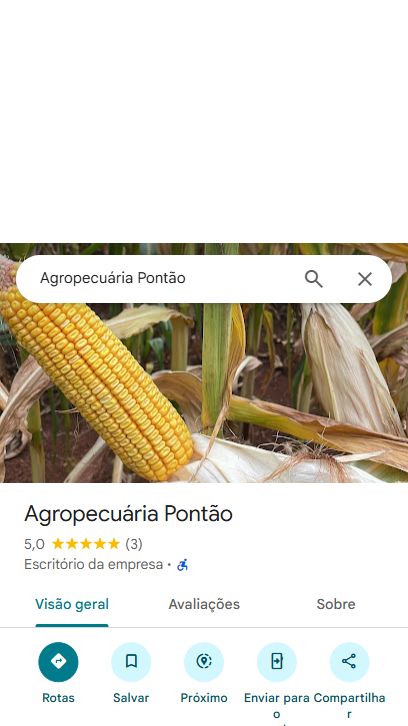 Agropecuária Pontão
Agropecuária Pontão
5,0 (3)
Escritório da empresa ·
Visão geral Avaliações Sobre
Rotas Salvar Próximo Enviar para Compartilha
o r